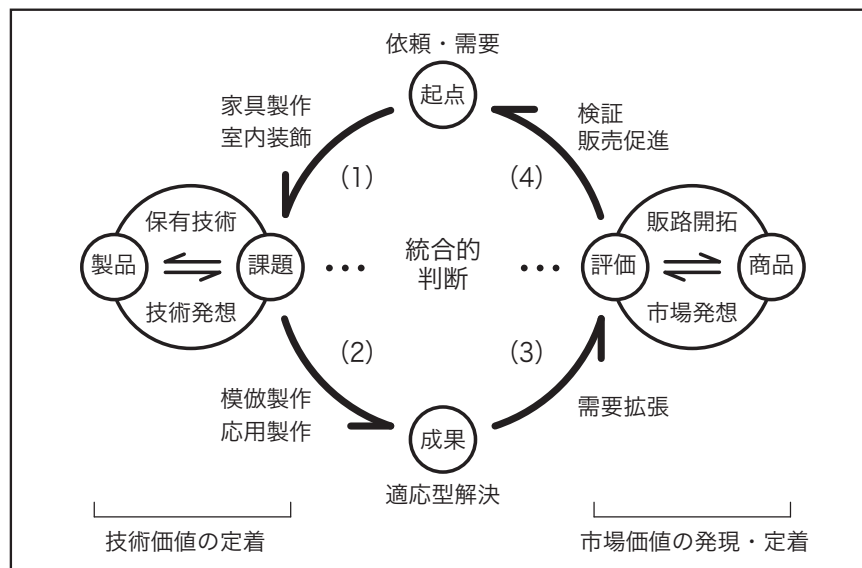 依頼・需要
起点
家具製作
室内装飾
検証
販売促進
(1)
(4)
保有技術
販路開拓
製品
課題
…
統合的
判断
…
評価
商品
技術発想
市場発想
(2)
(3)
模倣製作
応用製作
需要拡張
成果
適応型解決
技術価値の定着
市場価値の発現・定着